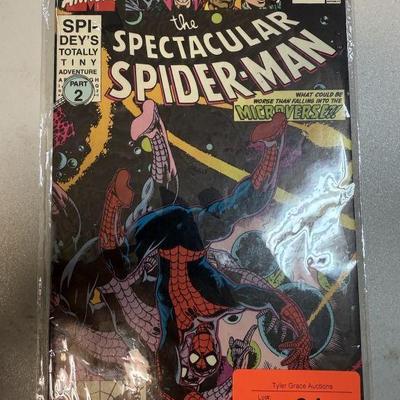 SPI-
DEY'S
TOTALLY
TINY
ADVENTURE
PART
2
the
SPECTACULAR
SPIDER-MAN
WHAT COULD BE
WORSE THAN FALLING INTO THE
MICROVERSE?!
Tyler Grace Auctions